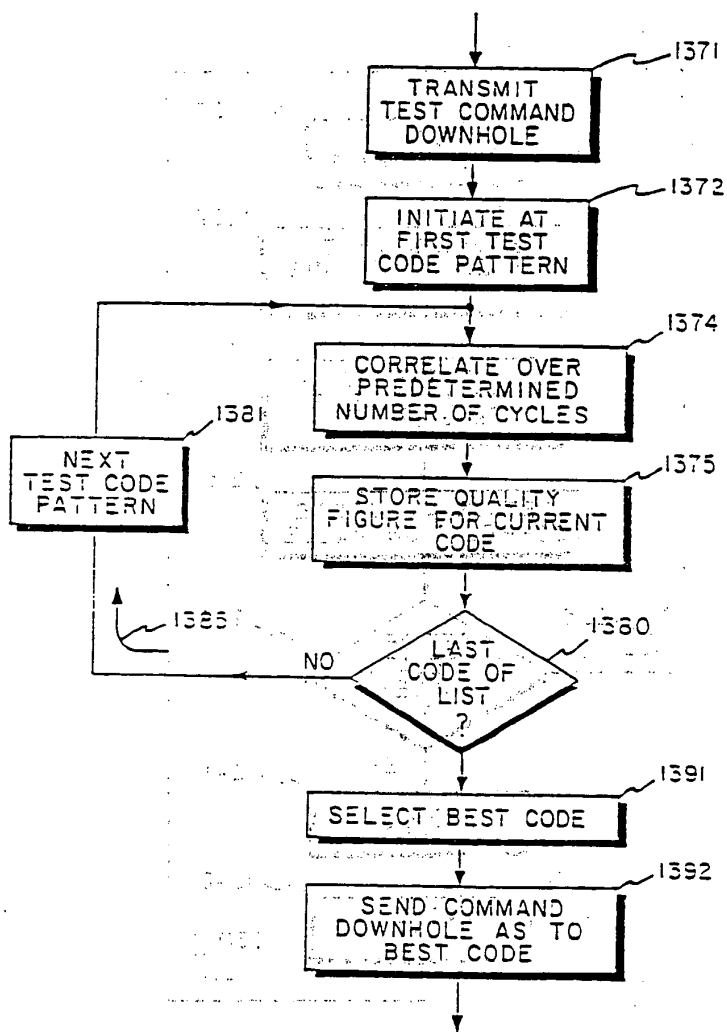 1371
TRANSMIT
TEST COMMAND
DOWNHOLE
1372
INITIATE AT
FIRST TEST
CODE PATTERN
1374
CORRELATE OVER
PREDETERMINED
NUMBER OF CYCLES
1381
NEXT
TEST CODE
PATTERN
1375
STORE QUALITY
FIGURE FOR CURRENT
CODE
1385
1380
NO
LAST
CODE OF
LIST
?
1391
SELECT BEST CODE
1392
SEND COMMAND
DOWNHOLE AS TO
BEST CODE